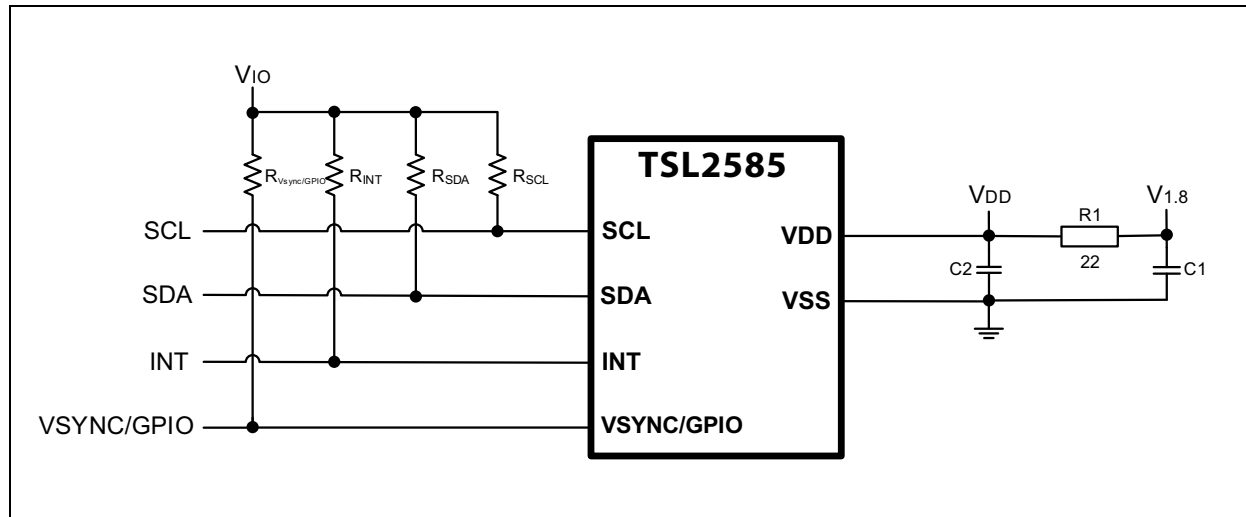 VIO
RVsync/GPIO
RINT
RSDA
RSCL
TSL2585
SCL
SCL
VDD
VDD
R1
22
V1.8
C2
C1
SDA
SDA
VSS
INT
INT
VSYNC/GPIO
VSYNC/GPIO